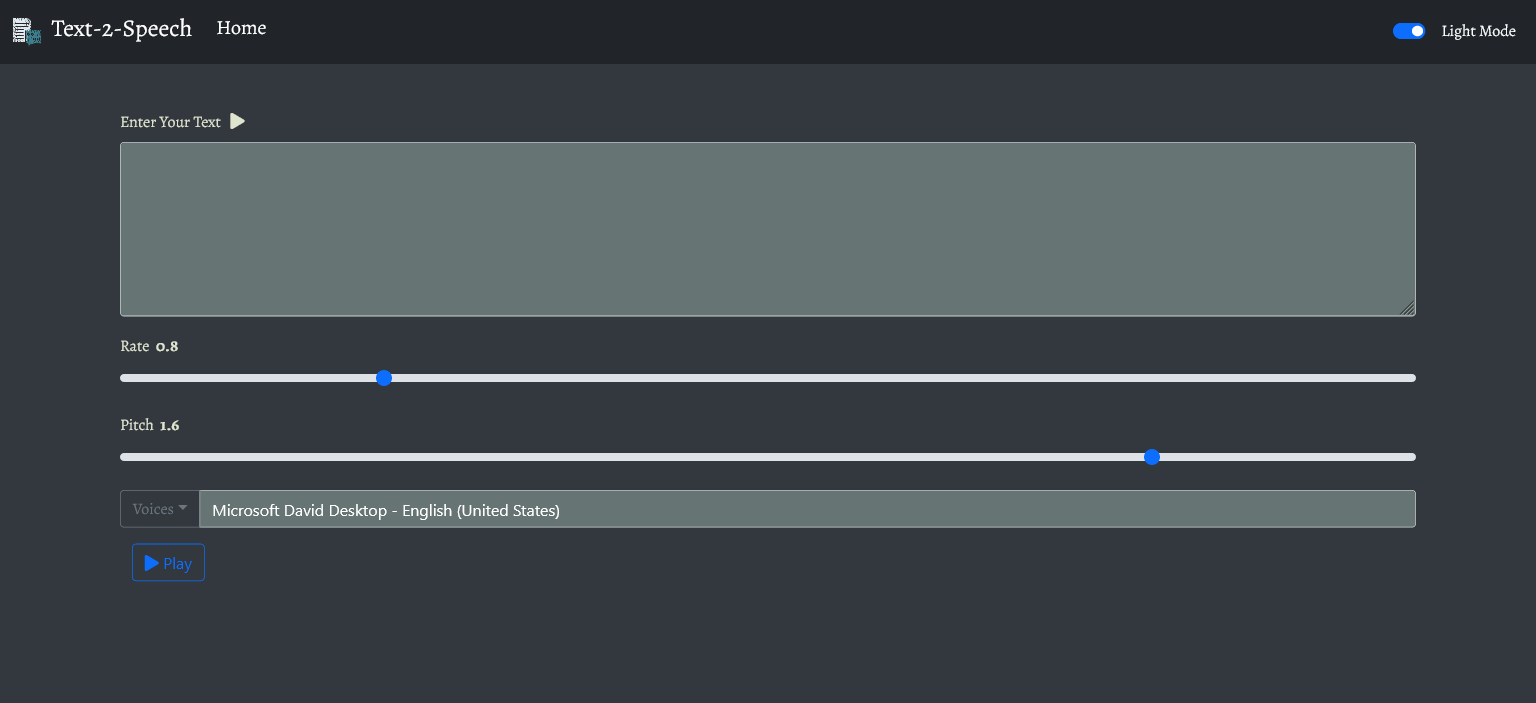 Text-2-Speech Home Light Mode
Enter Your Text
Rate 0.8
Pitch 1.6
Voices Microsoft David Desktop - English (United States)
Play